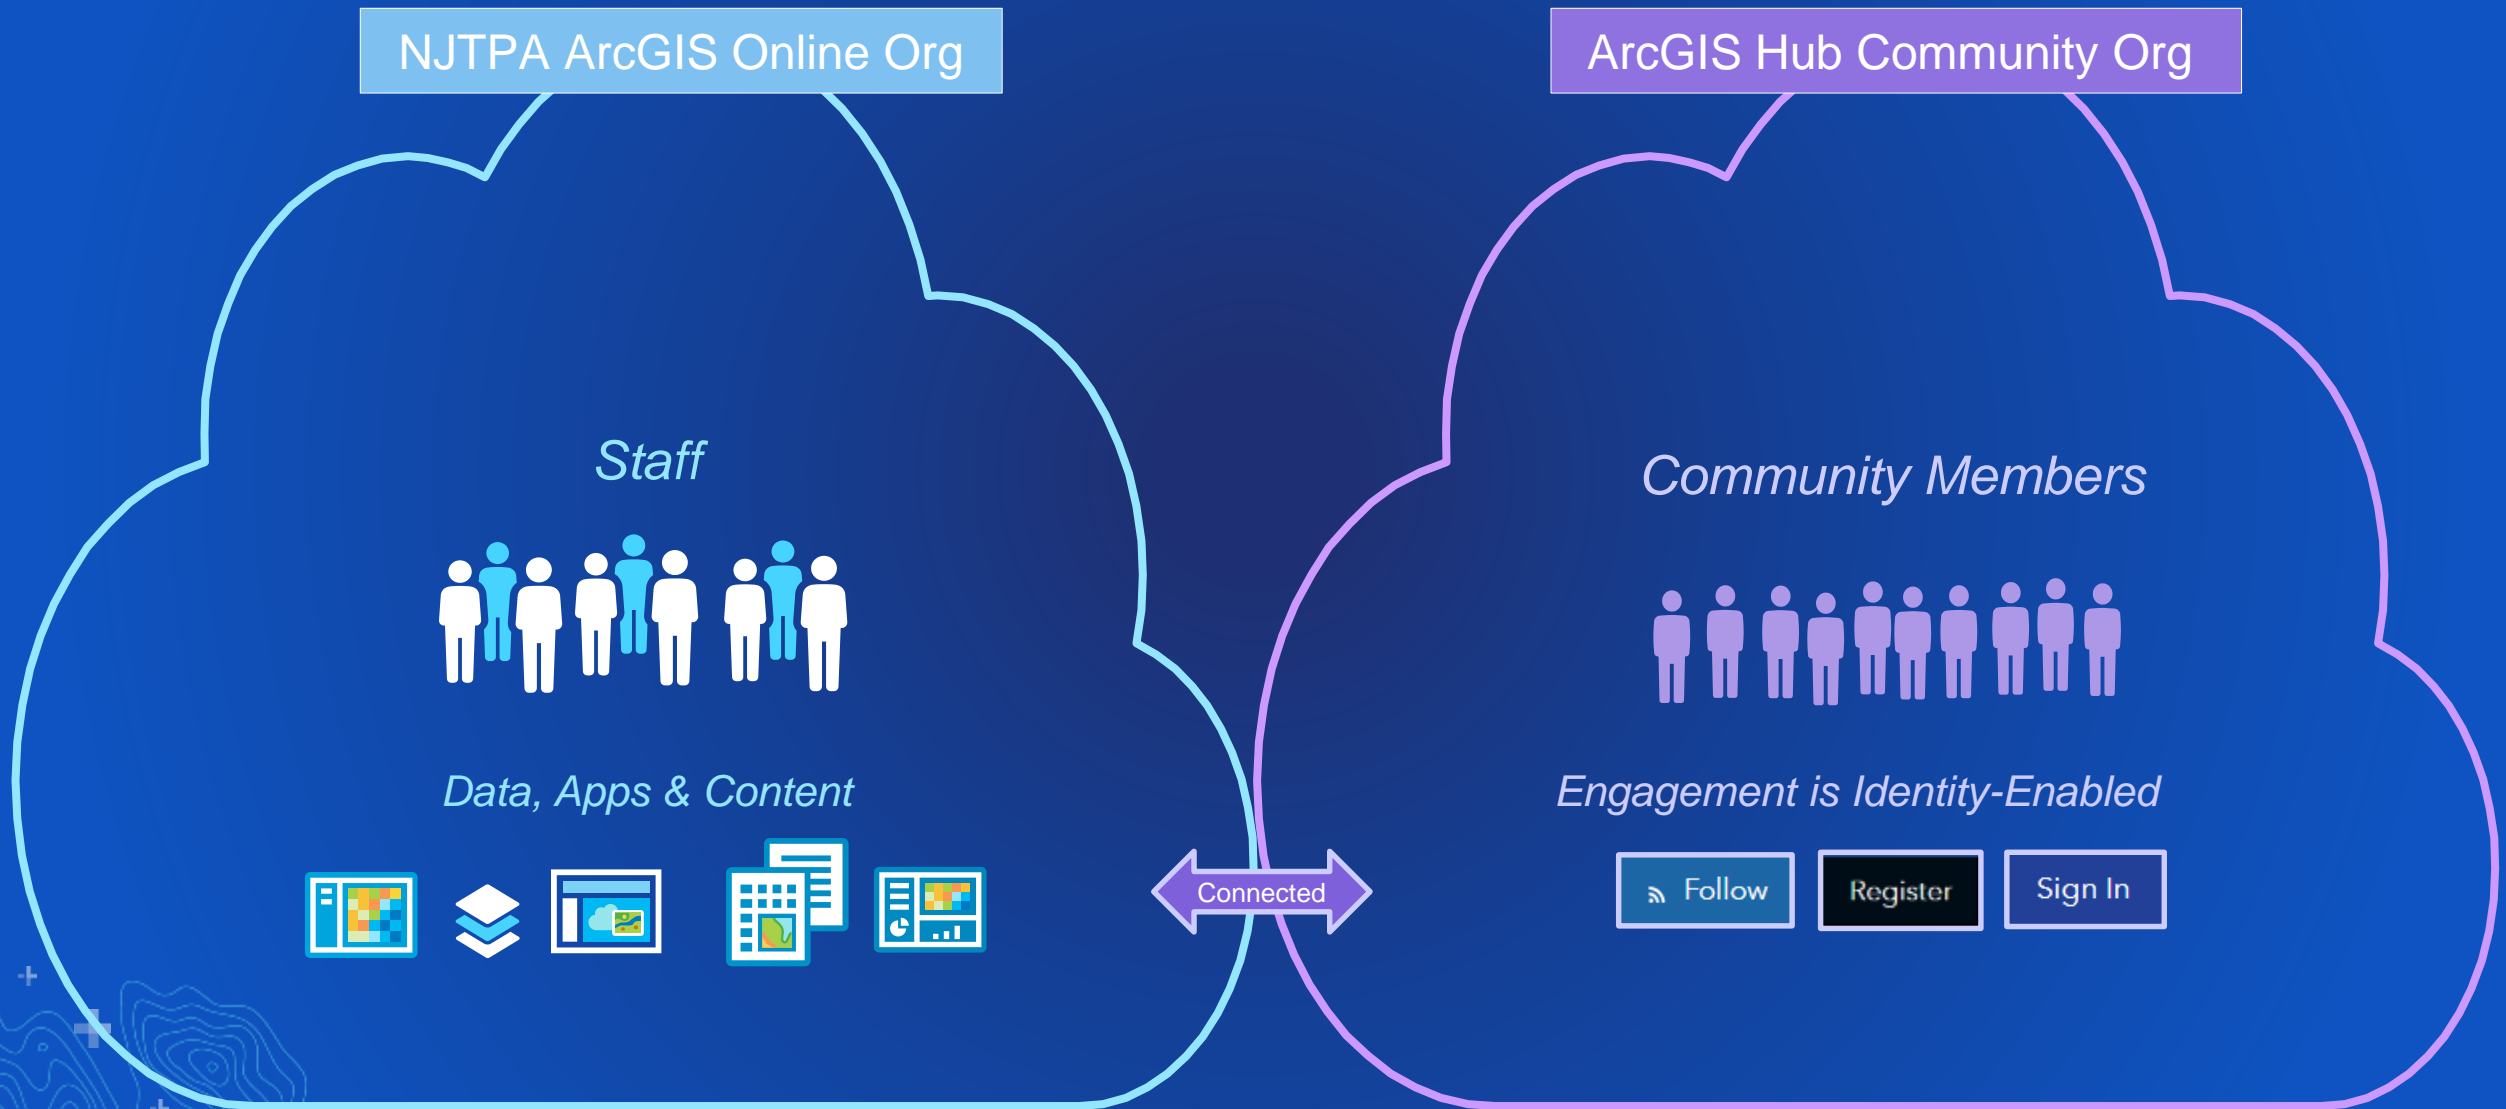 NJTPA ArcGIS Online Org
ArcGIS Hub Community Org
Staff
Community Members
Data, Apps & Content
Engagement is Identity-Enabled
Connected
Follow
Register
Sign In